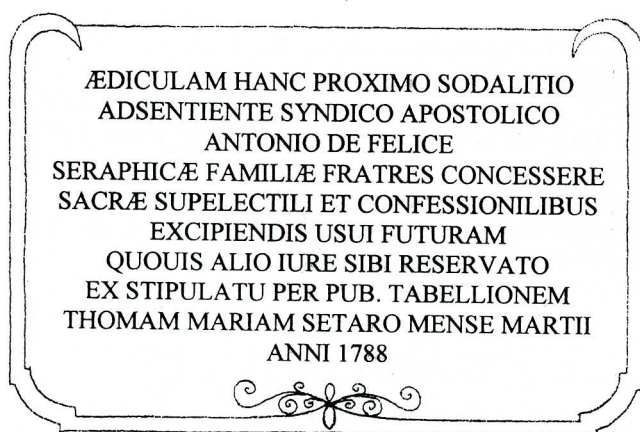 ÆDICULAM HANC PROXIMO SODALITIO
ADSENTIENTE SYNDICO APOSTOLICO
ANTONIO DE FELICE
SERAPHICÆ FAMILIÆ FRATRES CONCESSERE
SACRÆ SUPELECTILI ET CONFESSIONILIBUS
EXCIPIENDIS USUI FUTURAM
QUOUIS ALIO IURE SIBI RESERVATO
EX STIPULATU PER PUB. TABELLIONEM
THOMAM MARIAM SETARO MENSE MARTII
ANNI 1788